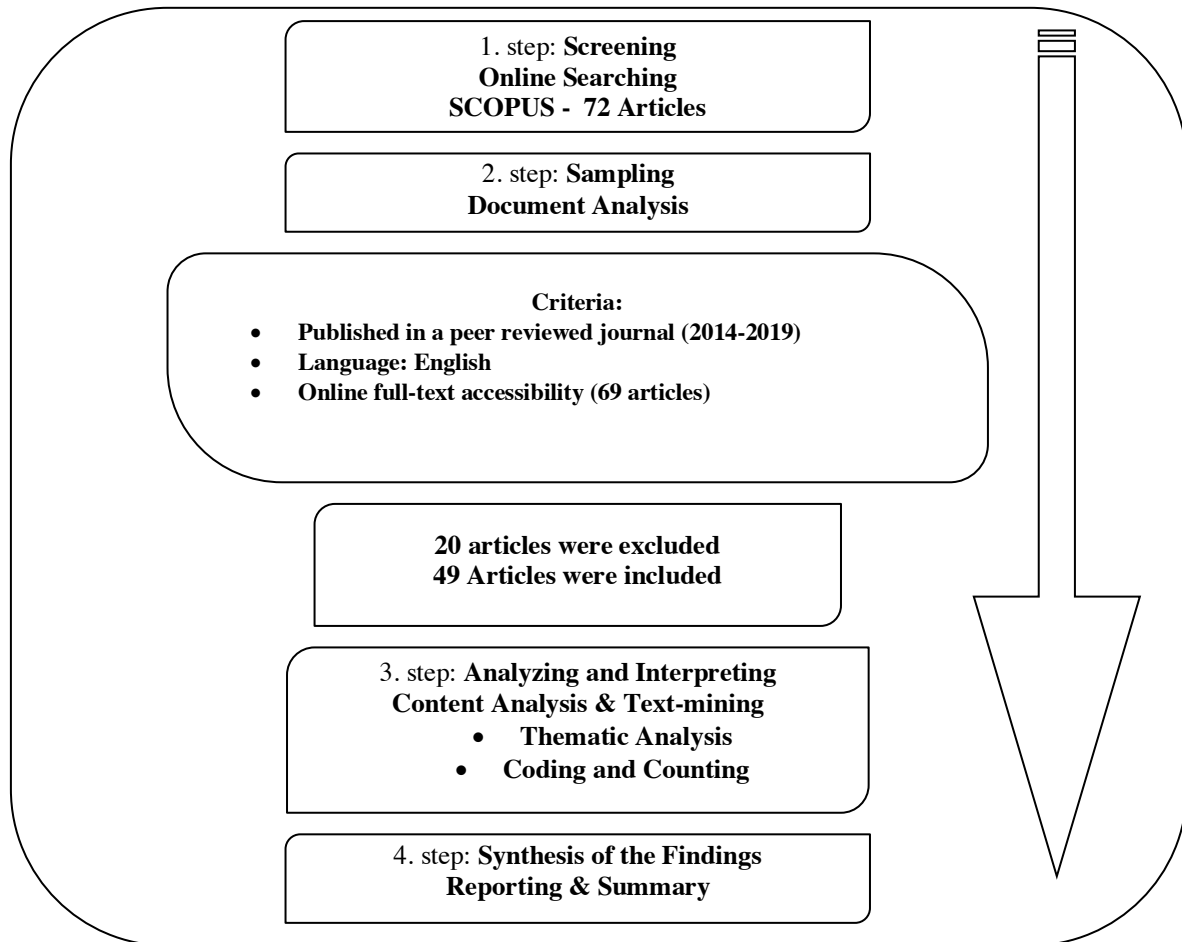 1. step: Screening
Online Searching
SCOPUS - 72 Articles
2. step: Sampling
Document Analysis
Criteria:
• Published in a peer reviewed journal (2014-2019)
• Language: English
• Online full-text accessibility (69 articles)
20 articles were excluded
49 Articles were included
3. step: Analyzing and Interpreting
Content Analysis & Text-mining
• Thematic Analysis
• Coding and Counting
4. step: Synthesis of the Findings
Reporting & Summary